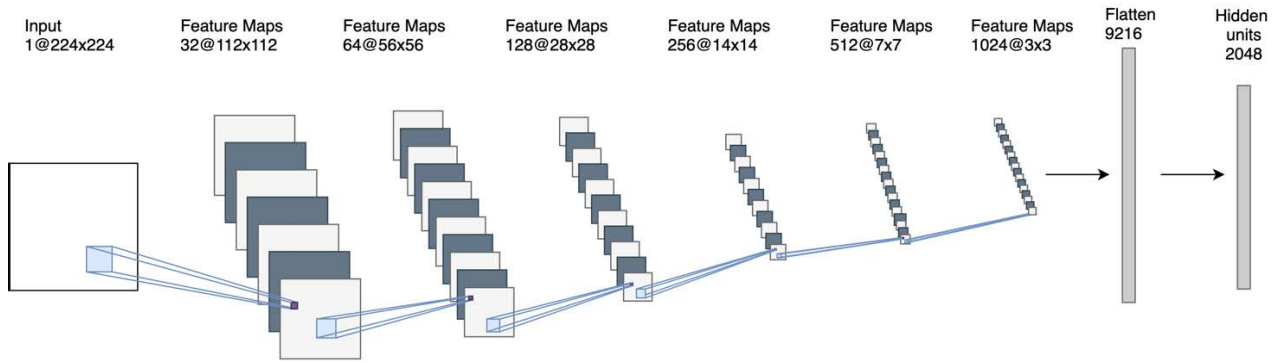 Input
1@224x224
Feature Maps
32@112x112
Feature Maps
64@56x56
Feature Maps
128@28x28
Feature Maps
256@14x14
Feature Maps
512@7x7
Feature Maps
1024@3x3
Flatten
9216
Hidden
units
2048